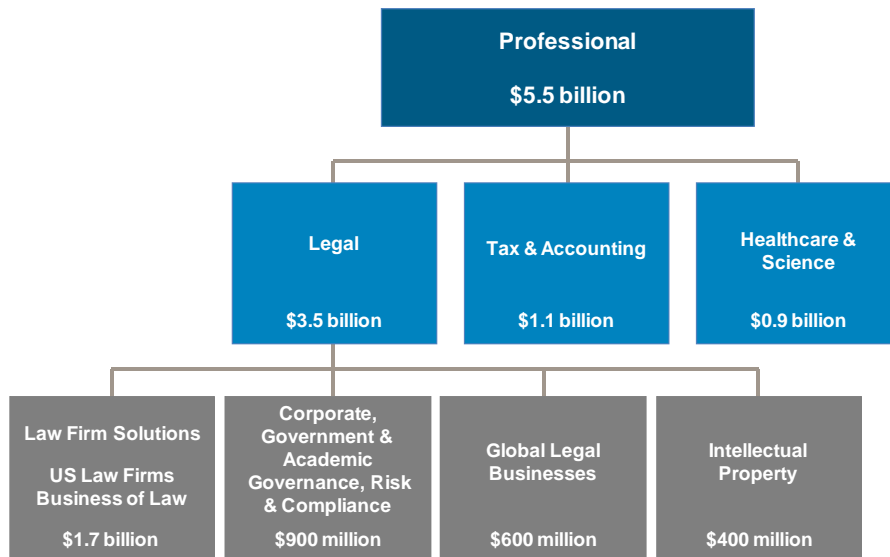 Professional
$5.5 billion
Legal
$3.5 billion
Tax & Accounting
$1.1 billion
Healthcare &
Science
$0.9 billion
Law Firm Solutions
US Law Firms
Business of Law
$1.7 billion
Corporate,
Government &
Academic
Governance, Risk
& Compliance
$900 million
Global Legal
Businesses
$600 million
Intellectual
Property
$400 million